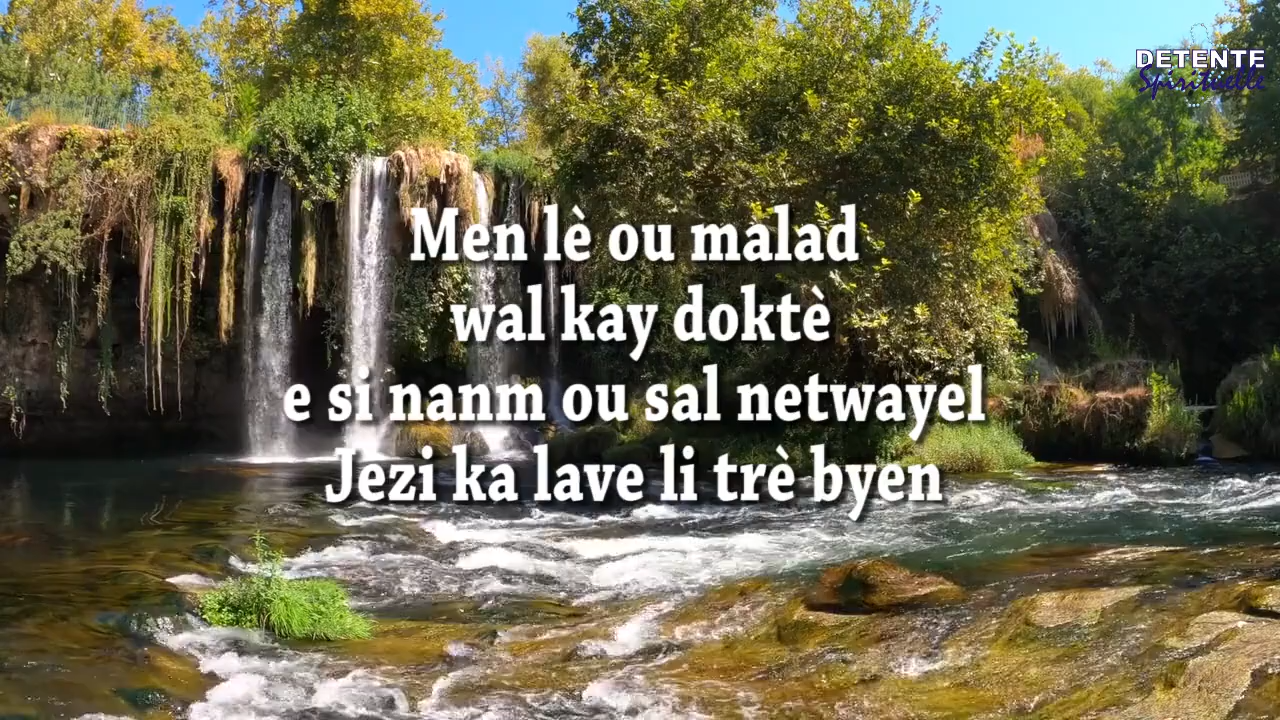 DETENTE
Spirituelle
Men lè ou malad
wal kay doktè
e si nanm ou sal netwayel
Jezi ka lave li trè byen